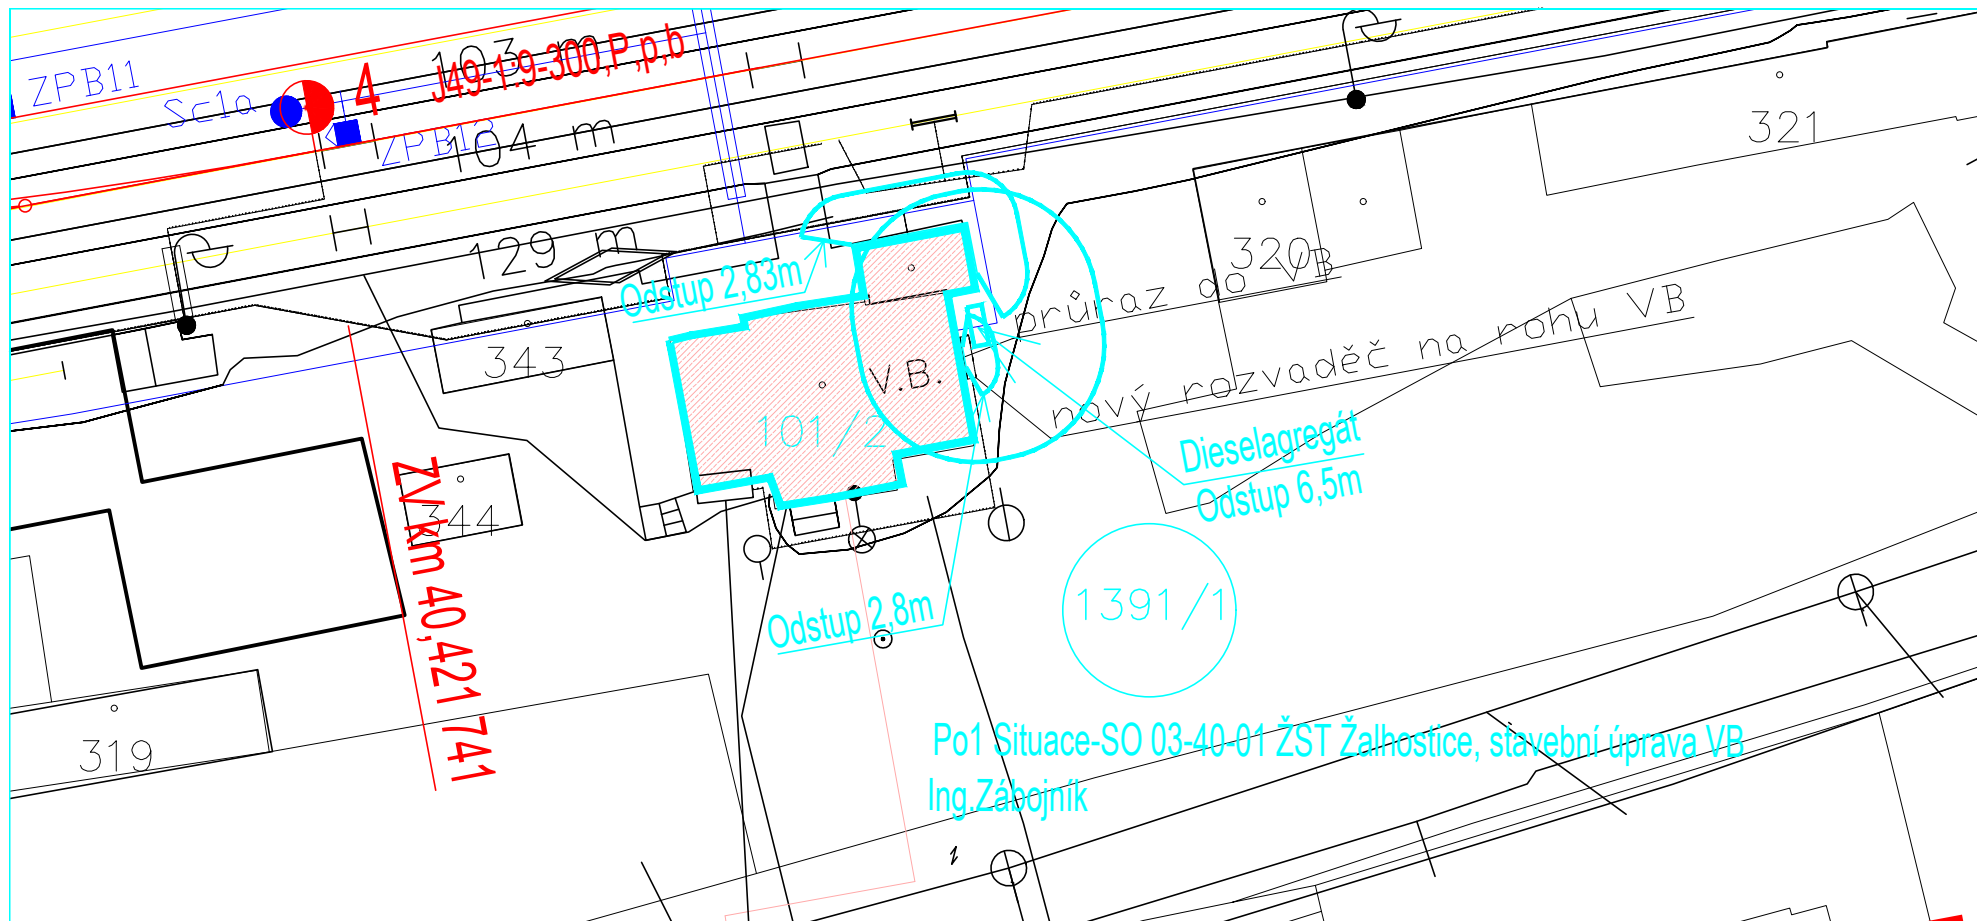 ZPB11
Sc1a
4
103 m
J49-1:9-300,P,p,b
ZPB12
104 m
321
129 m
320
průraz do VB
Odstup 2,83m
343
nový rozvaděč na rohu VB
V.B.
101/2
Dieselagregát
Odstup 6,5m
344
ZV km 40,421 741
1391/1
Odstup 2,8m
319
Po1 Situace-SO 03-40-01 ŽST Žalhostice, stavební úprava VB
Ing.Zábojník